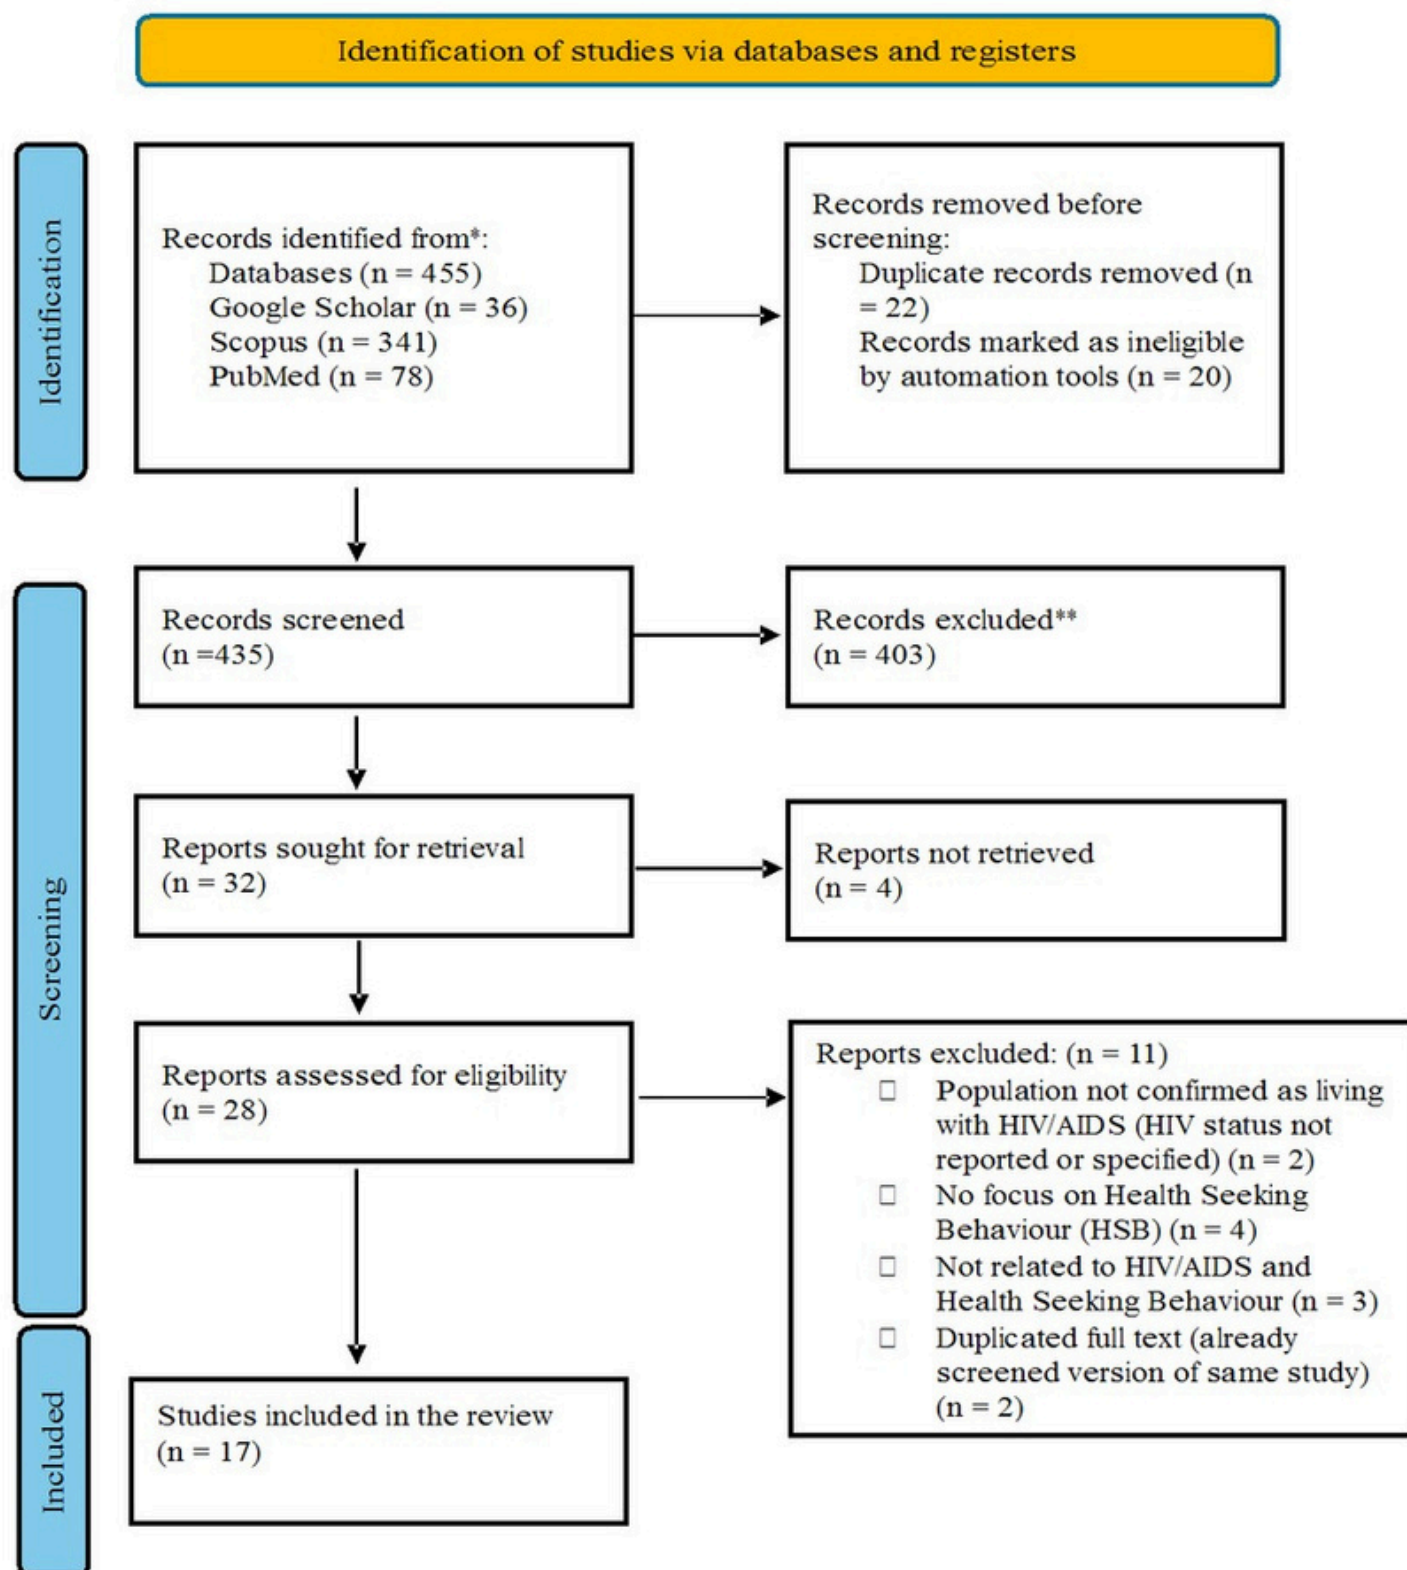 Identification of studies via databases and registers
Identification
Records identified from*:
Databases (n = 455)
Google Scholar (n = 36)
Scopus (n = 341)
PubMed (n = 78)
Records removed before
screening:
Duplicate records removed (n
= 22)
Records marked as ineligible
by automation tools (n = 20)
Screening
Records screened
(n =435)
Records excluded**
(n = 403)
Reports sought for retrieval
(n = 32)
Reports not retrieved
(n = 4)
Reports assessed for eligibility
(n = 28)
Reports excluded: (n = 11)
Population not confirmed as living
with HIV/AIDS (HIV status not
reported or specified) (n = 2)
No focus on Health Seeking
Behaviour (HSB) (n = 4)
Not related to HIV/AIDS and
Health Seeking Behaviour (n = 3)
Duplicated full text (already
screened version of same study)
(n = 2)
Included
Studies included in the review
(n = 17)